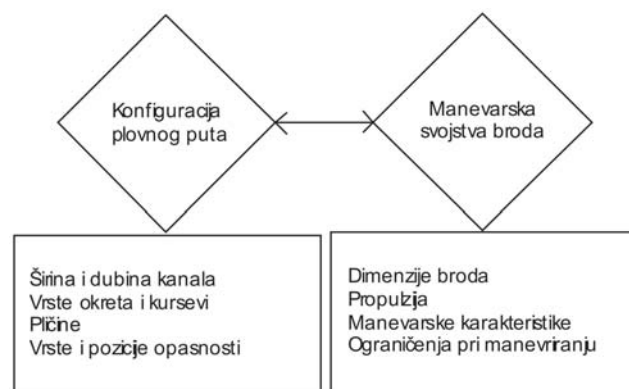 Konfiguracija
plovnog puta
Manevarska
svojstva broda
Širina i dubina kanala
Vrste okreta i kursevi
Pličine
Vrste i pozicije opasnosti
Dimenzije broda
Propulzija
Manevarske karakteristike
Ograničenja pri manevriranju